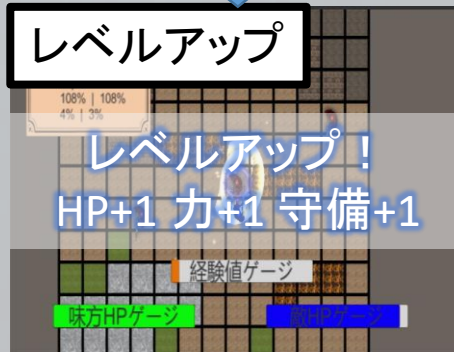 レベルアップ
108% | 108%
4% | 3%
レベルアップ！
HP+1 力+1 守備+1
経験値ゲージ
味方HPゲージ
敵HPゲージ